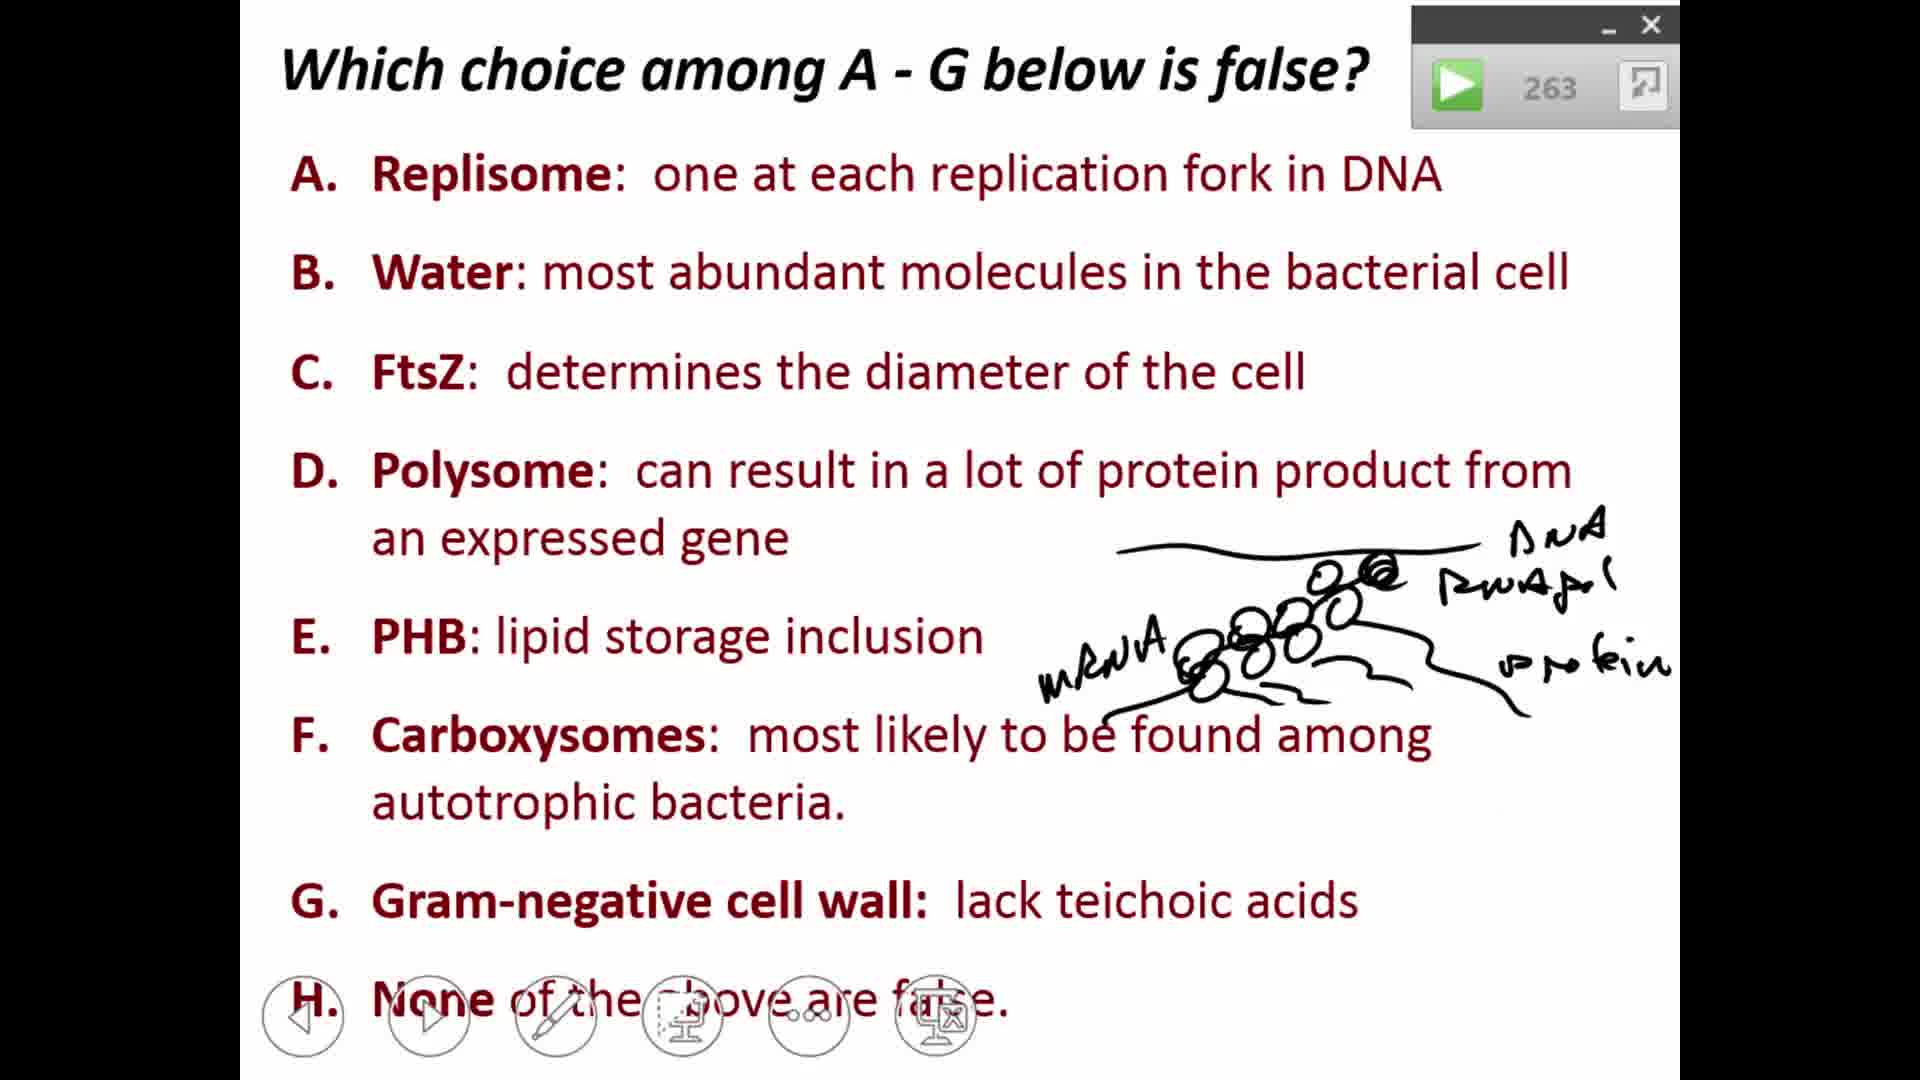 Which choice among A - G below is false?
263
A. Replisome: one at each replication fork in DNA
B. Water: most abundant molecules in the bacterial cell
C. FtsZ: determines the diameter of the cell
D. Polysome: can result in a lot of protein product from
an expressed gene
DNA
RNA pol
E. PHB: lipid storage inclusion
mRNA
protein
F. Carboxysomes: most likely to be found among
autotrophic bacteria.
G. Gram-negative cell wall: lack teichoic acids
H. None of the above are false.